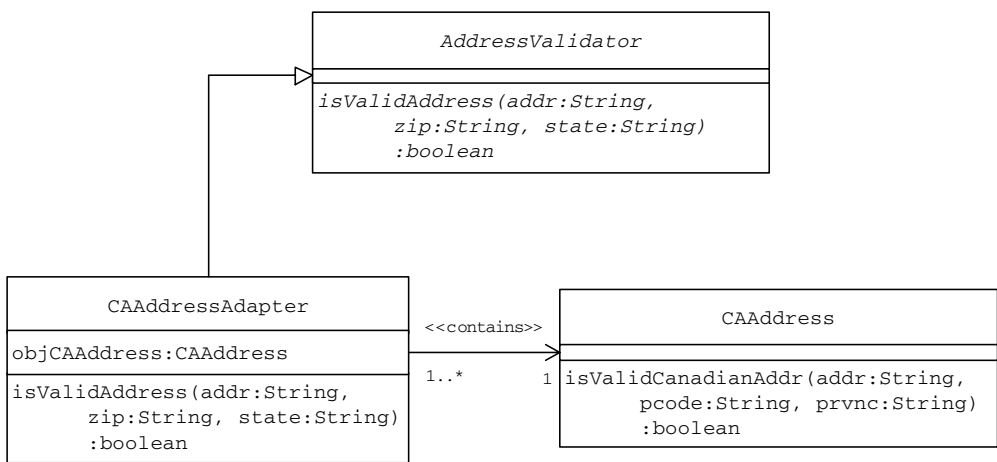 AddressValidator
isValidAddress(addr:String,
zip:String, state:String)
:boolean
CAAddressAdapter
objCAAddress:CAAddress
isValidAddress(addr:String,
zip:String, state:String)
:boolean
<<contains>>
1..*
1
CAAddress
isValidCanadianAddr(addr:String,
pcode:String, prvnc:String)
:boolean